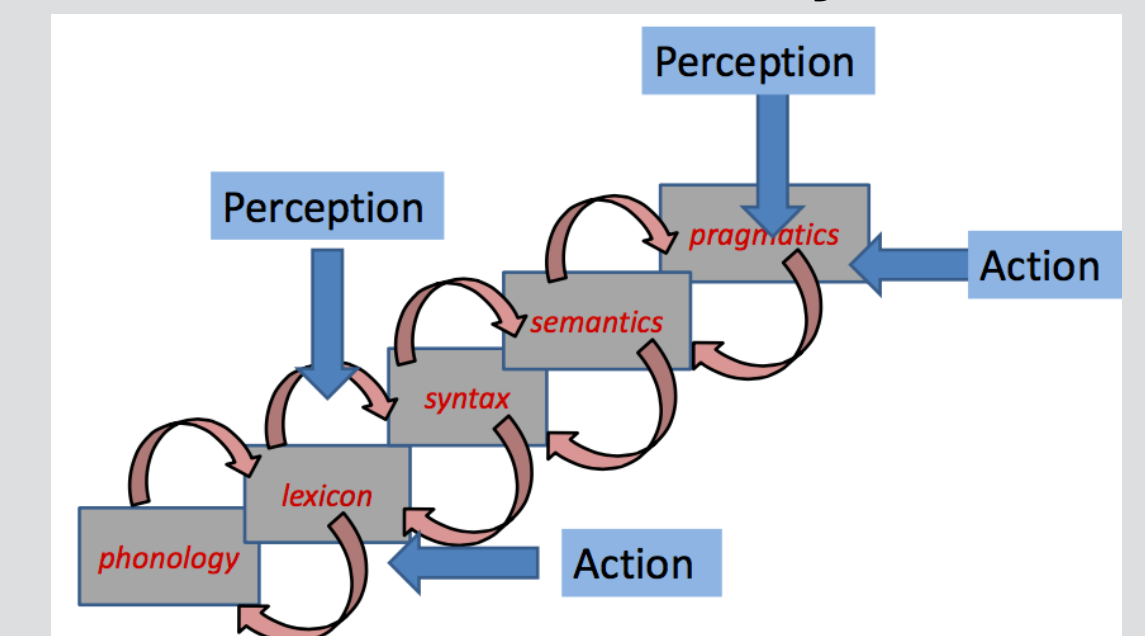 Perception
Perception
pragmatics
Action
semantics
syntax
lexicon
phonology
Action